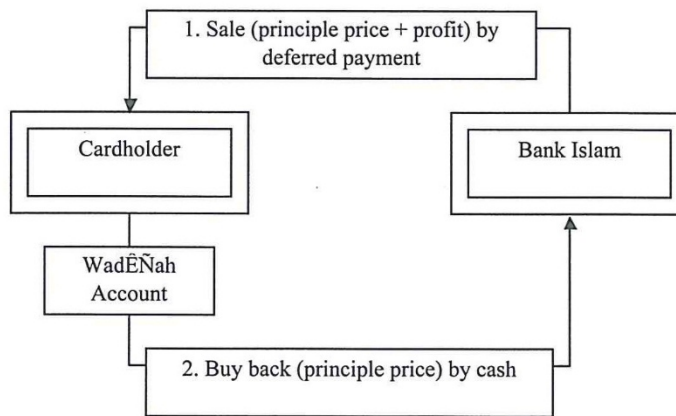 1. Sale (principle price + profit) by
deferred payment
Cardholder
Bank Islam
WadÊÑah
Account
2. Buy back (principle price) by cash